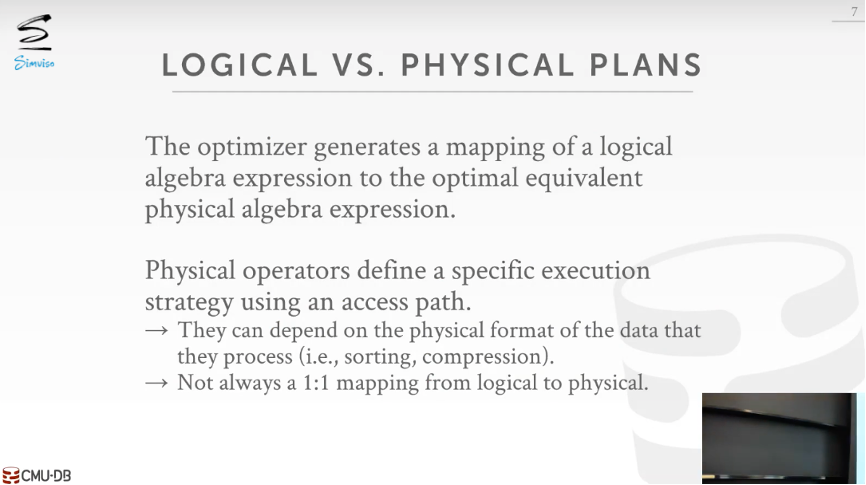 7
Simviso
LOGICAL VS. PHYSICAL PLANS
The optimizer generates a mapping of a logical
algebra expression to the optimal equivalent
physical algebra expression.
Physical operators define a specific execution
strategy using an access path.
→ They can depend on the physical format of the data that
they process (i.e., sorting, compression).
→ Not always a 1:1 mapping from logical to physical.
CMU·DB